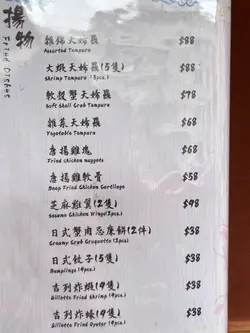 揚物
Fried Dishes
雜錦天婦羅 $88
Assorted Tempura
大蝦天婦羅(5隻) $88
Shrimp Tempura (5pcs.)
軟殼蟹天婦羅 $78
Soft Shell Crab Tempura
雜菜天婦羅 $68
Vegetable Tempura
唐揚雞塊 $68
Fried chicken nuggets
唐揚雞軟骨 $58
Deep Fried Chicken Cartilage
芝麻雞翼(2隻) $48
Sesame Chicken Wings(2pcs.)
日式蟹肉忌廉餅(2件) $38
Creamy Crab Croquette(2pcs.)
日式餃子(5隻) $38
Dumplings (5pcs.)
吉列炸蝦(4隻) $38
Gillette Fried Shrimp (4pcs.)
吉列炸蠔(4隻) $38
Gillette Fried Oyster (4pcs.)